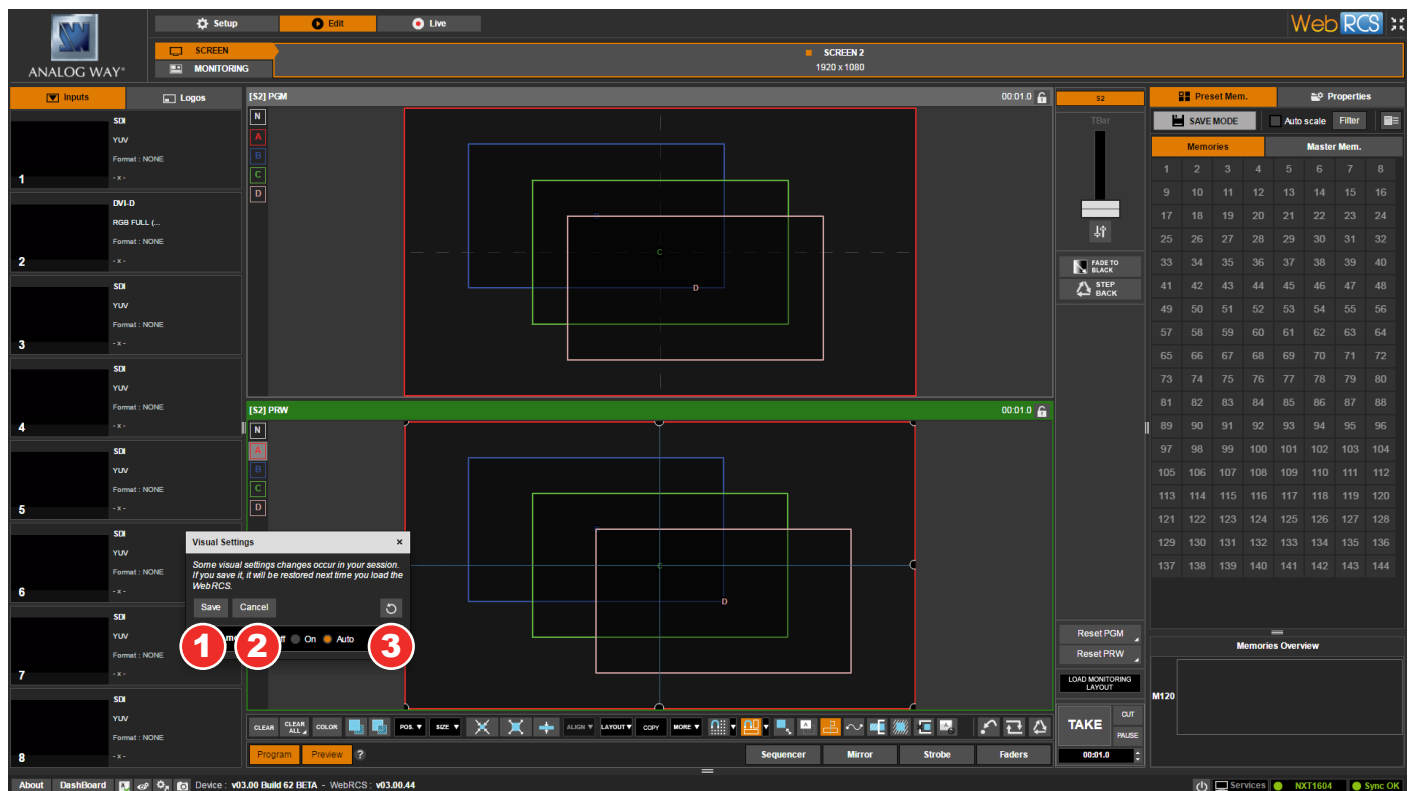 Setup
Edit
Live
Web RCS
SCREEN
MONITORING
ANALOG WAY®
SCREEN 2
1920 x 1080
Inputs
Logos
[S2] PGM
00:01.0
S2
Preset Mem.
Properties
TBar
SAVE MODE
Auto scale
Filter
Memories
Master Mem.
N
A
B
C
D
C
D
SDI
YUV
Format : NONE
1
- x -
DVI-D
RGB FULL (...
Format : NONE
2
- x -
SDI
YUV
Format : NONE
3
- x -
SDI
YUV
Format : NONE
4
- x -
SDI
YUV
Format : NONE
5
- x -
SDI
YUV
Format : NONE
6
- x -
SDI
YUV
Format : NONE
7
- x -
SDI
YUV
Format : NONE
8
- x -
FADE TO
BLACK
STEP
BACK
1 2 3 4 5 6 7 8
9 10 11 12 13 14 15 16
17 18 19 20 21 22 23 24
25 26 27 28 29 30 31 32
33 34 35 36 37 38 39 40
41 42 43 44 45 46 47 48
49 50 51 52 53 54 55 56
57 58 59 60 61 62 63 64
65 66 67 68 69 70 71 72
73 74 75 76 77 78 79 80
81 82 83 84 85 86 87 88
89 90 91 92 93 94 95 96
97 98 99 100 101 102 103 104
105 106 107 108 109 110 111 112
113 114 115 116 117 118 119 120
121 122 123 124 125 126 127 128
129 130 131 132 133 134 135 136
137 138 139 140 141 142 143 144
[S2] PRW
00:01.0
N
A
B
C
D
C
D
Visual Settings
x
Some visual settings changes occur in your session.
If you save it, it will be restored next time you load the
WebRCS.
Save
Cancel
1
2
On
Auto
3
Reset PGM
Reset PRW
LOAD MONITORING
LAYOUT
Memories Overview
M120
CLEAR
CLEAR
ALL
COLOR
POS.
SIZE
ALIGN
LAYOUT
COPY
MORE
A
TAKE
CUT
PAUSE
00:01.0
Program
Preview
?
Sequencer
Mirror
Strobe
Faders
About
DashBoard
Device : v03.00 Build 62 BETA - WebRCS : v03.00.44
Services
NXT1604
Sync OK